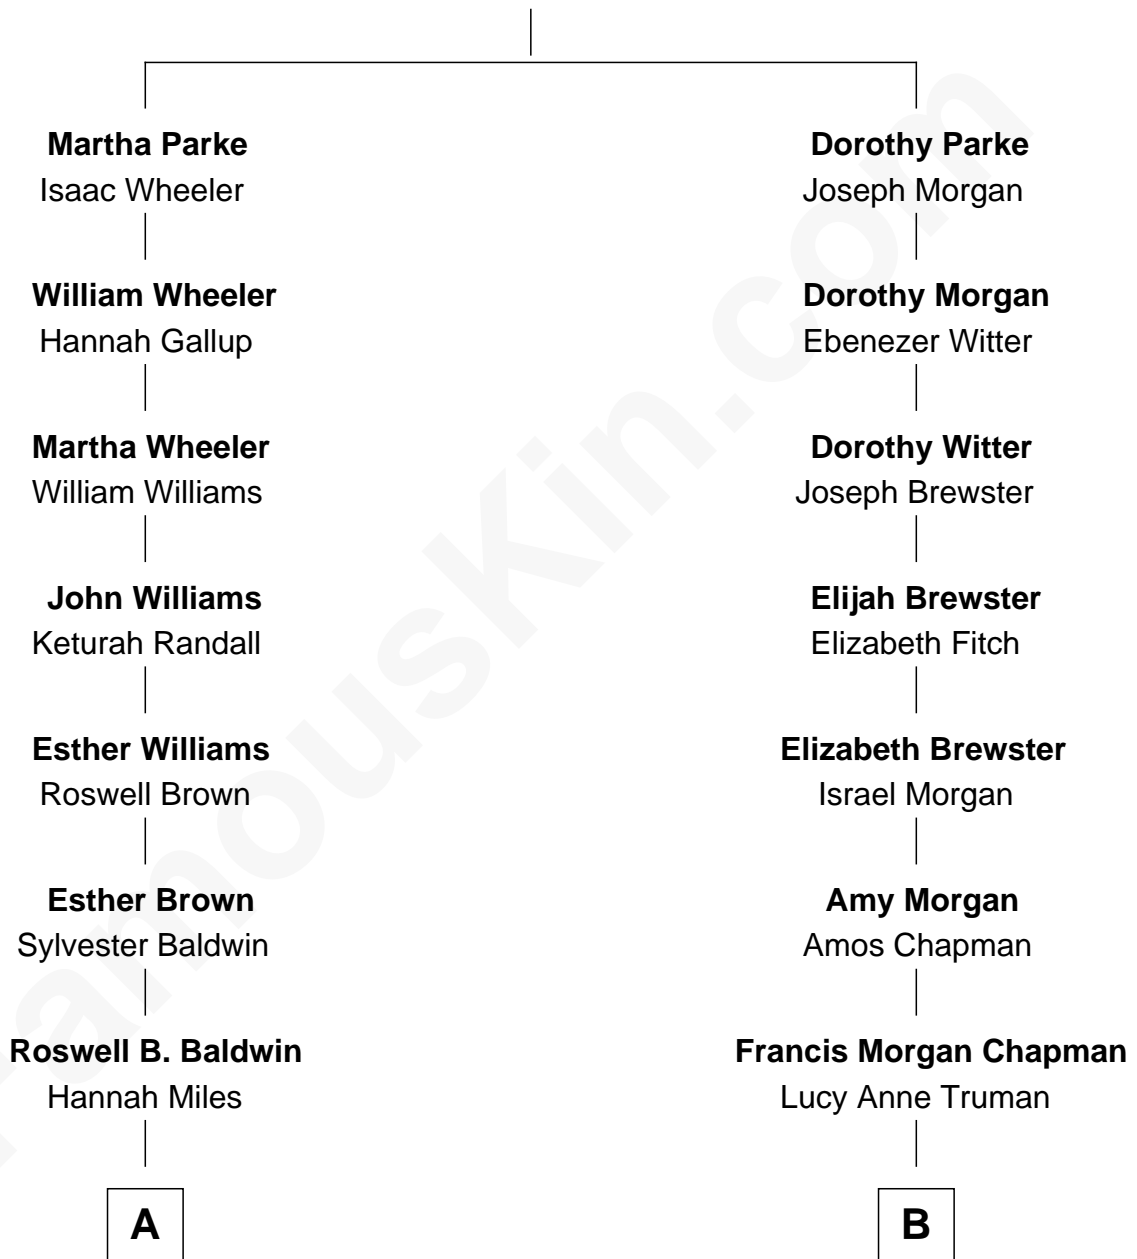 Martha Parke
Isaac Wheeler
William Wheeler
Hannah Gallup
Martha Wheeler
William Williams
John Williams
Keturah Randall
Esther Williams
Roswell Brown
Esther Brown
Sylvester Baldwin
Roswell B. Baldwin
Hannah Miles
A
Dorothy Parke
Joseph Morgan
Dorothy Morgan
Ebenezer Witter
Dorothy Witter
Joseph Brewster
Elijah Brewster
Elizabeth Fitch
Elizabeth Brewster
Israel Morgan
Amy Morgan
Amos Chapman
Francis Morgan Chapman
Lucy Anne Truman
B
FamousKin.com